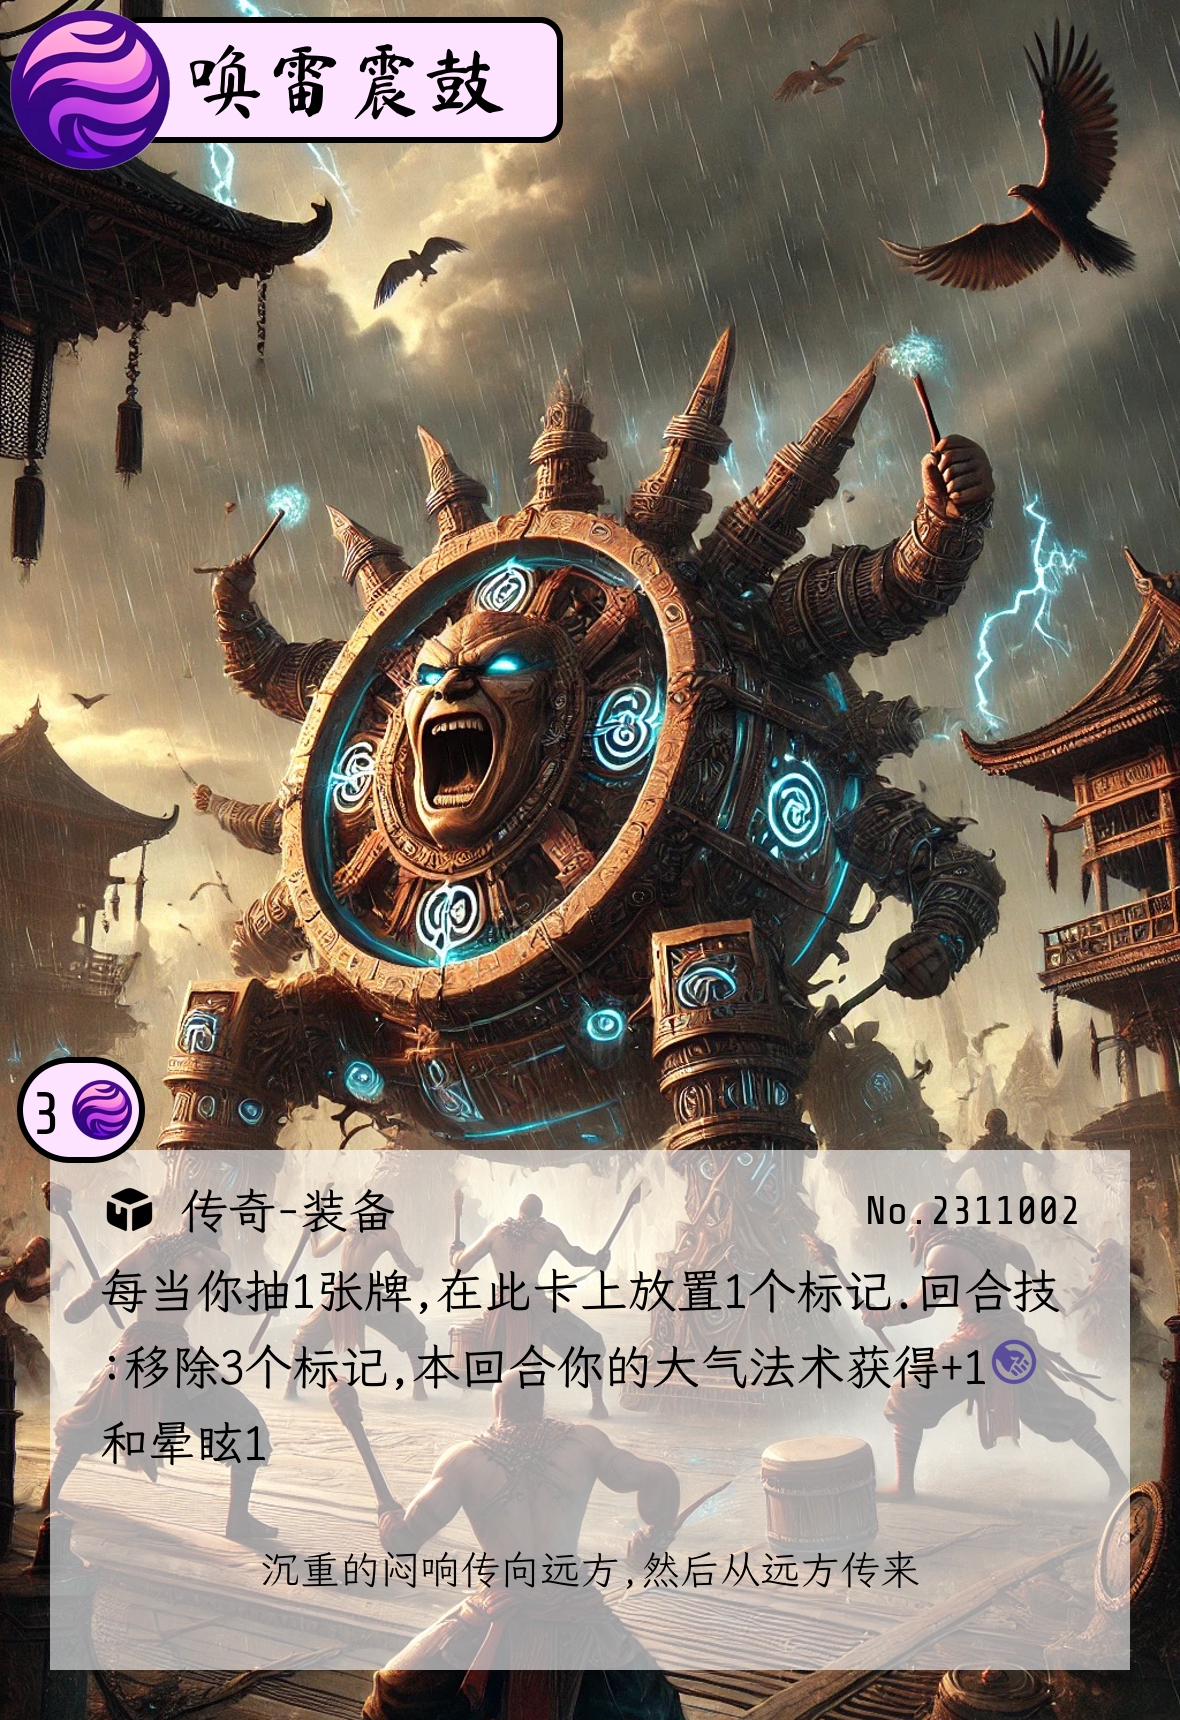 唤雷震鼓
3
传奇-装备
No.2311002
每当你抽1张牌,在此卡上放置1个标记.回合技
:移除3个标记,本回合你的大气法术获得+1
和晕眩1
沉重的闷响传向远方,然后从远方传来